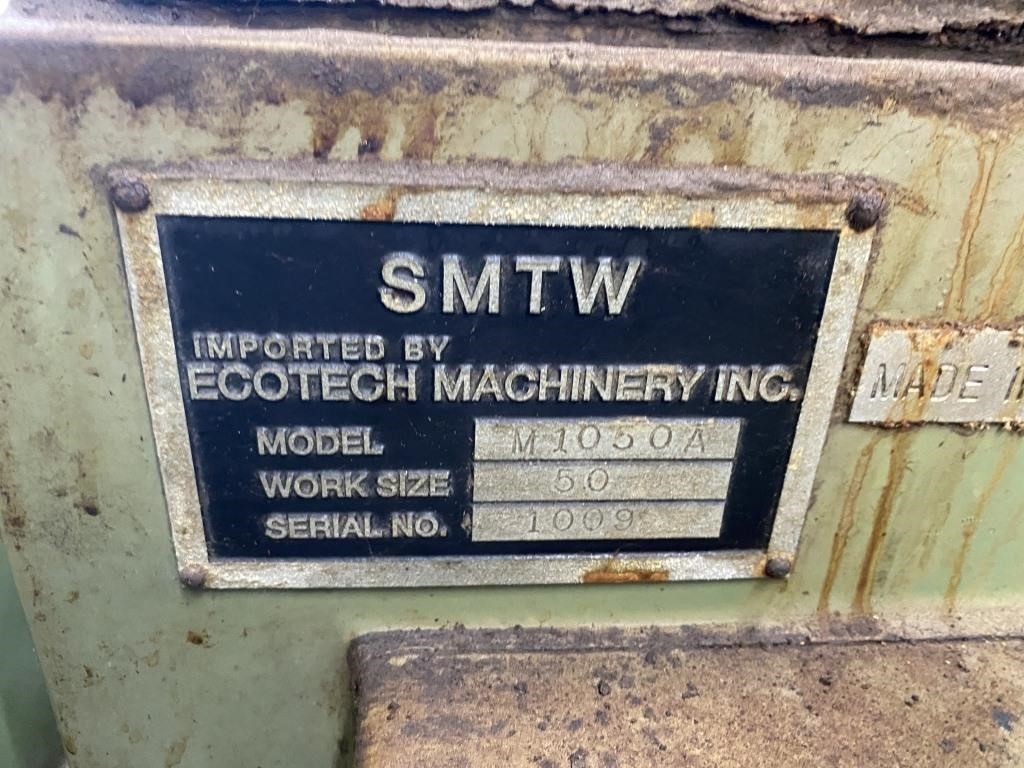 SMTW
IMPORTED BY
ECOTECH MACHINERY INC.
MODEL M1050A
WORK SIZE 50
SERIAL NO. 1009
MADE